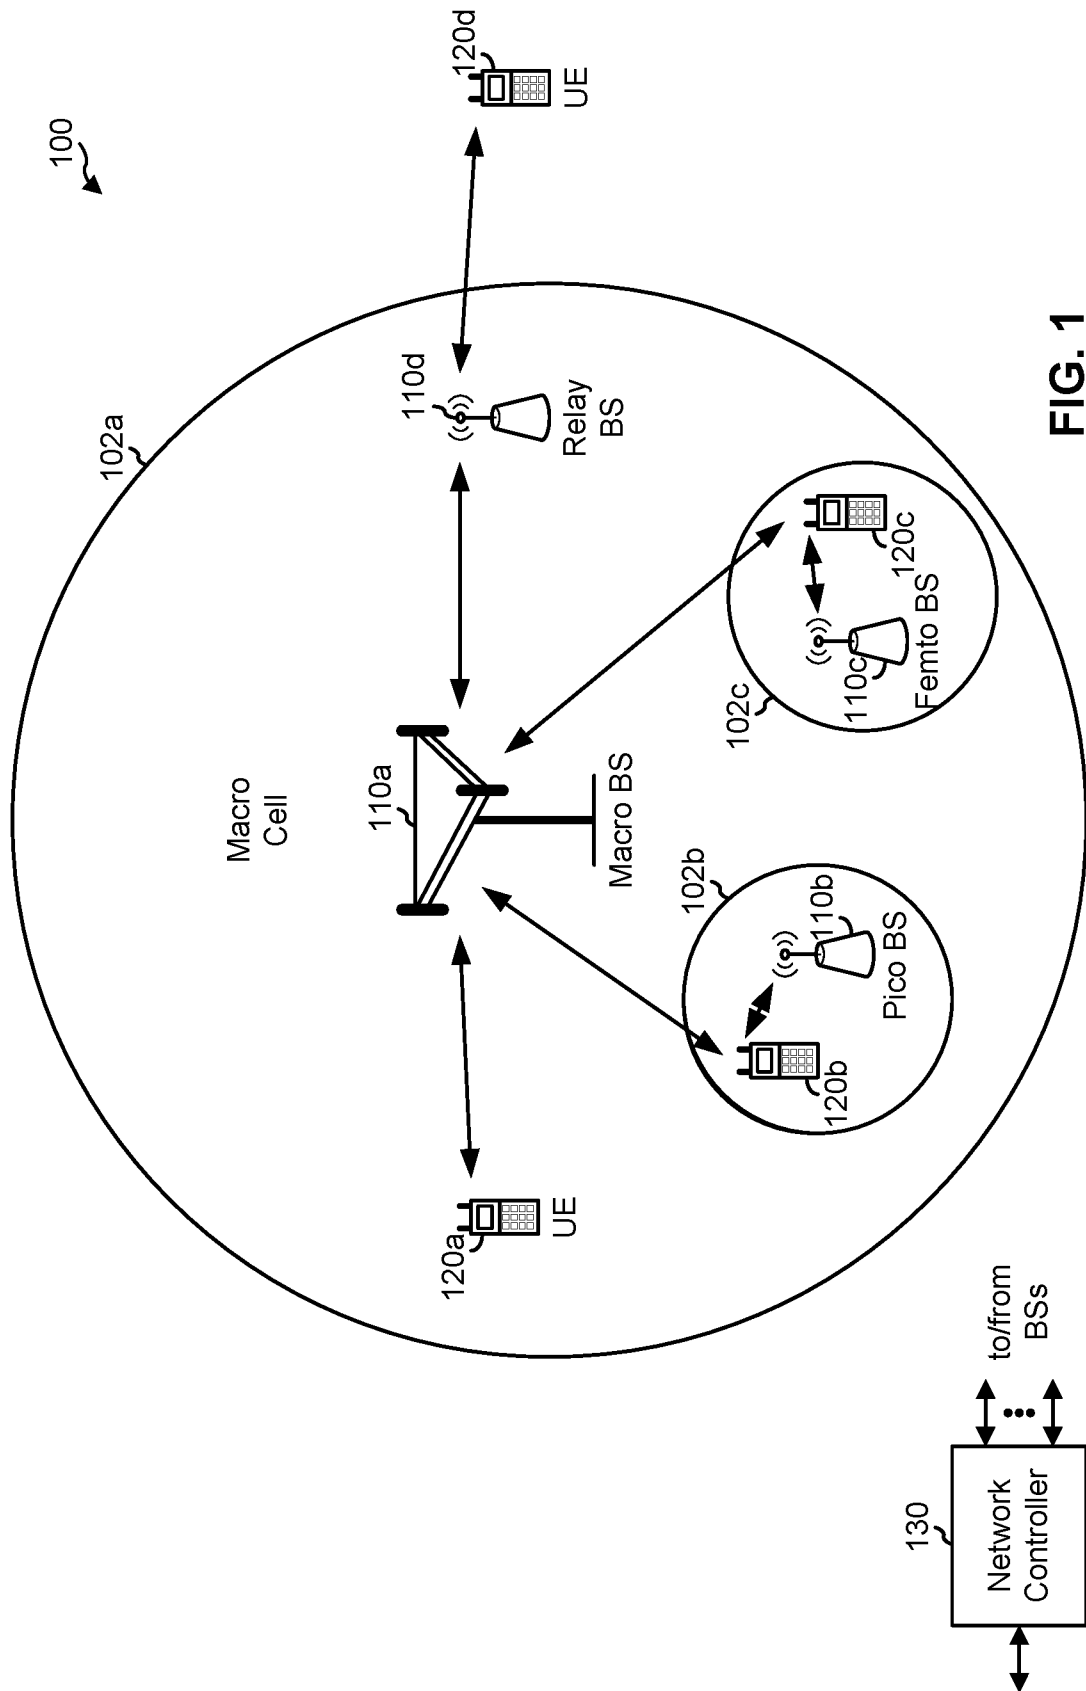 100
102a
Macro
Cell
110a
110d
120d
120a
UE
Macro BS
Relay
BS
UE
102b
102c
110b
120b
Pico BS
110c
120c
Femto BS
130
Network
Controller
to/from
BSs
FIG. 1